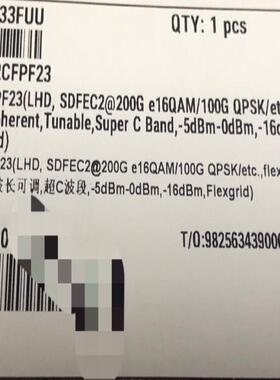 33FUU
QTY: 1 pcs
CFPF23
PF23(LHD, SDFEC2@200G e16QAM/100G QPSK/etc
herent,Tunable,Super C Band,-5dBm-0dBm,-16d
d)
23(LHD, SDFEC2@200G e16QAM/100G QPSK/etc.,flex
长可调,超C波段,-5dBm-0dBm,-16dBm,Flexgrid)
0
T/O:982563439000